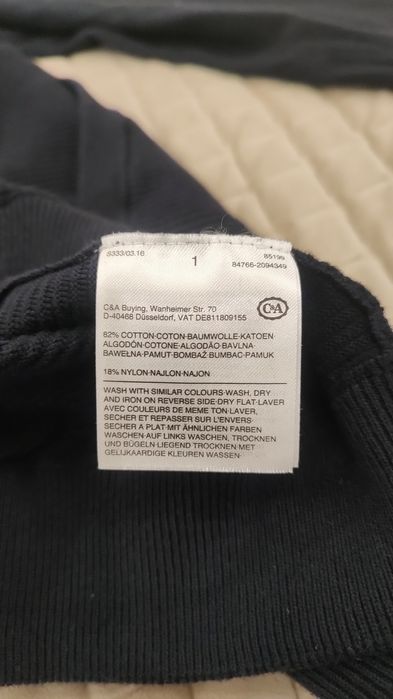 S333/03.16
1
85199
84766-2094349
C&A Buying, Wanheimer Str. 70
D-40468 Düsseldorf, VAT DE811809155
C&A
82% COTTON·COTON·BAUMWOLLE·KATOEN·
ALGODÓN·COTONE·ALGODÃO·BAVLNA·
BAWEŁNA·PAMUT·BOMBAŽ·BUMBAC·PAMUK
18% NYLON·NAJLON·NAJON
WASH WITH SIMILAR COLOURS·WASH, DRY
AND IRON ON REVERSE SIDE·DRY FLAT·LAVER
AVEC COULEURS DE MEME TON·LAVER,
SECHER ET REPASSER SUR L'ENVERS·
SECHER A PLAT·MIT ÄHNLICHEN FARBEN
WASCHEN·AUF LINKS WASCHEN, TROCKNEN
UND BÜGELN·LIEGEND TROCKNEN·MET
GELIJKAARDIGE KLEUREN WASSEN·